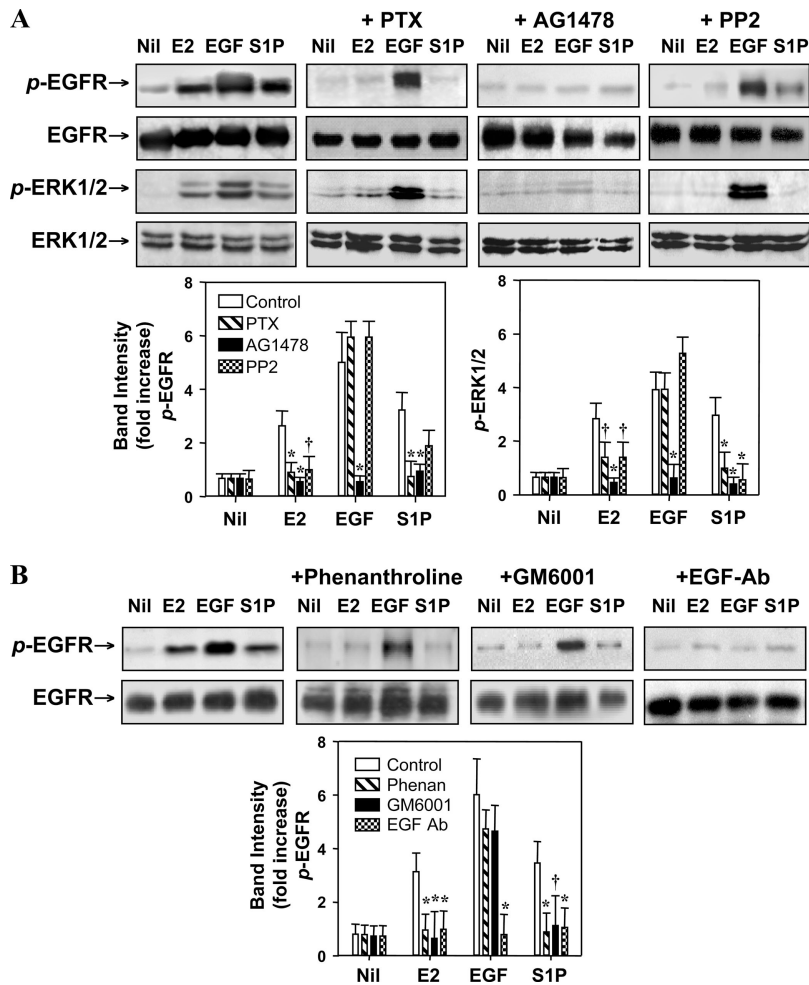 A
+ PTX + AG1478 + PP2
Nil E2 EGF S1P Nil E2 EGF S1P Nil E2 EGF S1P Nil E2 EGF S1P
p-EGFR→
EGFR→
p-ERK1/2→
ERK1/2→
Band Intensity
(fold increase)
p-EGFR
8
6
4
2
0
Control
PTX
AG1478
PP2
* * †
*
* *
Nil E2 EGF S1P
p-ERK1/2
8
6
4
2
0
† * †
*
* * *
Nil E2 EGF S1P
B
+Phenanthroline +GM6001 +EGF-Ab
Nil E2 EGF S1P Nil E2 EGF S1P Nil E2 EGF S1P Nil E2 EGF S1P
p-EGFR→
EGFR→
Band Intensity
(fold increase)
p-EGFR
8
6
4
2
0
Control
Phenan
GM6001
EGF Ab
* * *
*
* † *
Nil E2 EGF S1P